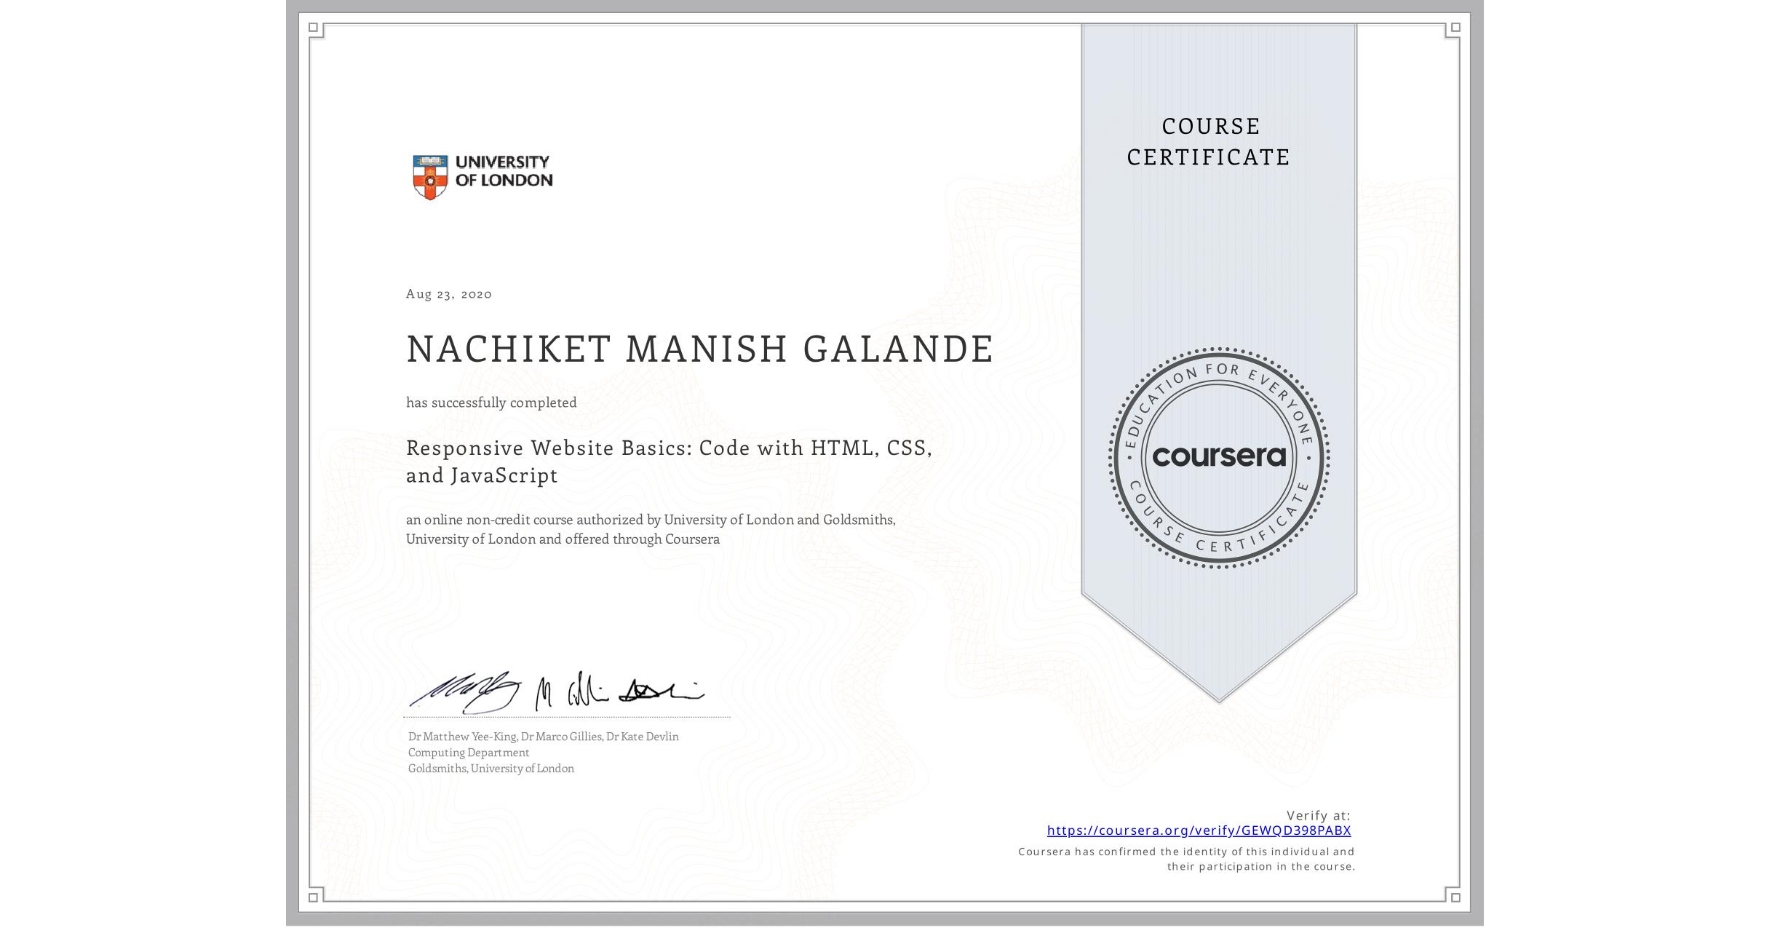 UNIVERSITY
OF LONDON
COURSE
CERTIFICATE
Aug 23, 2020
NACHIKET MANISH GALANDE
has successfully completed
Responsive Website Basics: Code with HTML, CSS,
and JavaScript
an online non-credit course authorized by University of London and Goldsmiths,
University of London and offered through Coursera
EDUCATION FOR EVERYONE
coursera
COURSE CERTIFICATE
Dr Matthew Yee-King, Dr Marco Gillies, Dr Kate Devlin
Computing Department
Goldsmiths, University of London
Verify at:
https://coursera.org/verify/GEWQD398PABX
Coursera has confirmed the identity of this individual and
their participation in the course.